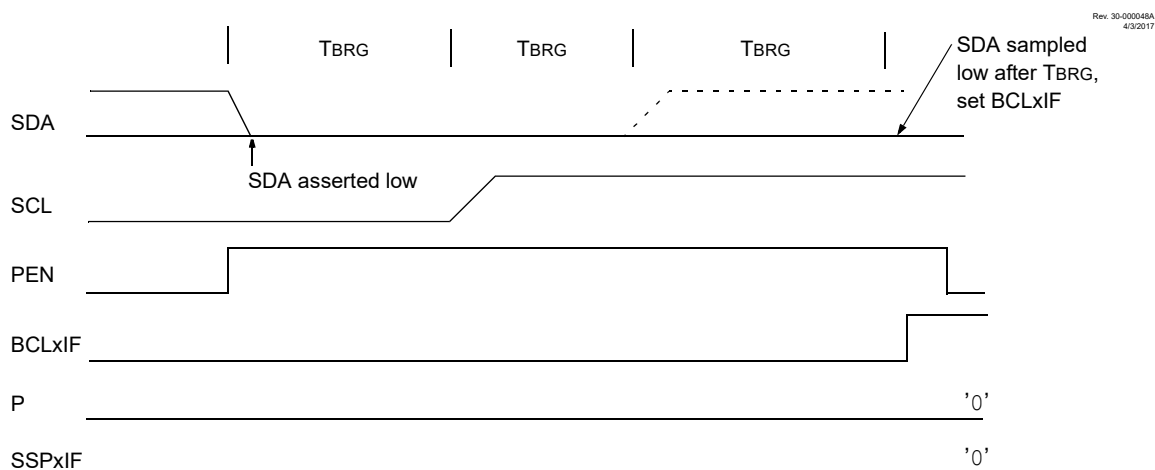 Rev. 30-000048A
4/3/2017
TBRG TBRG TBRG
SDA sampled
low after TBRG,
set BCLxIF
SDA
SDA asserted low
SCL
PEN
BCLxIF
P '0'
SSPxIF '0'